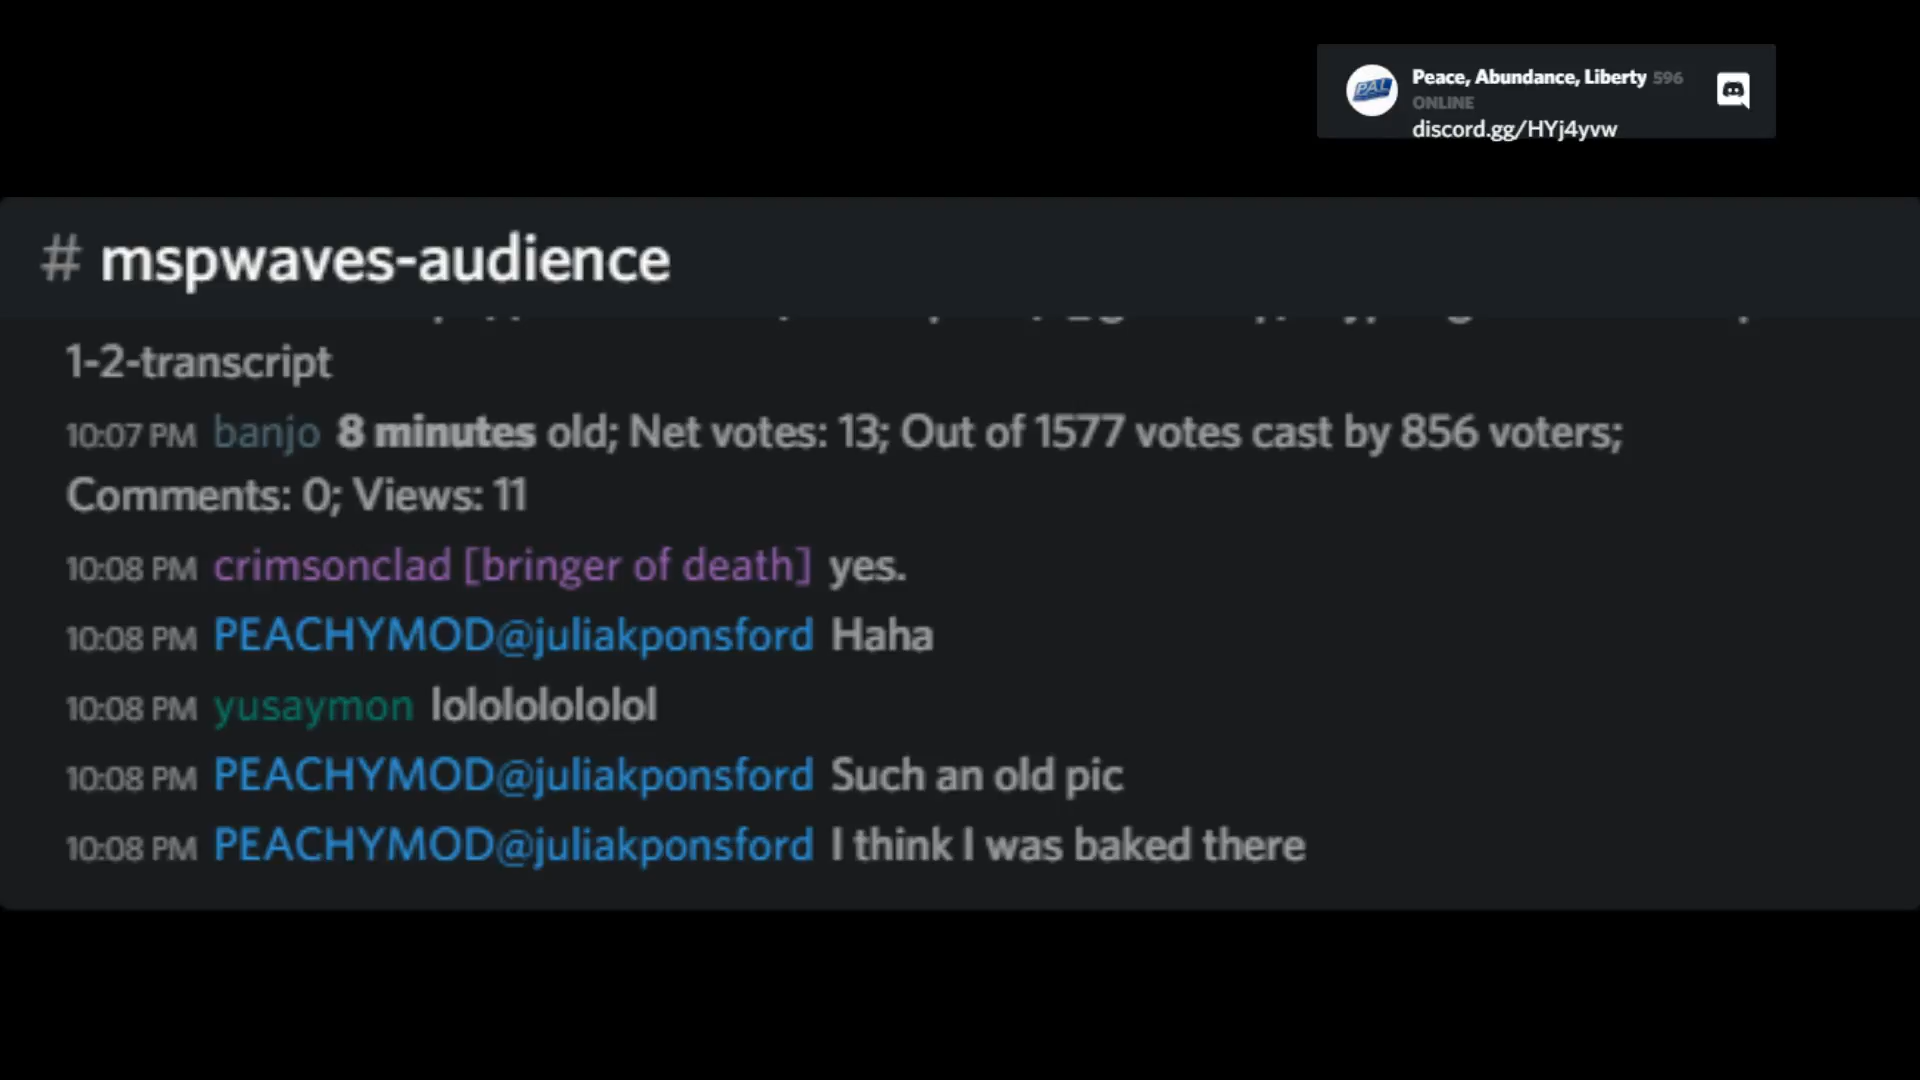 PAL
Peace, Abundance, Liberty 596
ONLINE
discord.gg/HYj4yvw
# mspwaves-audience
1-2-transcript
10:07 PM banjo 8 minutes old; Net votes: 13; Out of 1577 votes cast by 856 voters;
Comments: 0; Views: 11
10:08 PM crimsonclad [bringer of death] yes.
10:08 PM PEACHYMOD@juliakponsford Haha
10:08 PM yusaymon lolololololol
10:08 PM PEACHYMOD@juliakponsford Such an old pic
10:08 PM PEACHYMOD@juliakponsford I think I was baked there